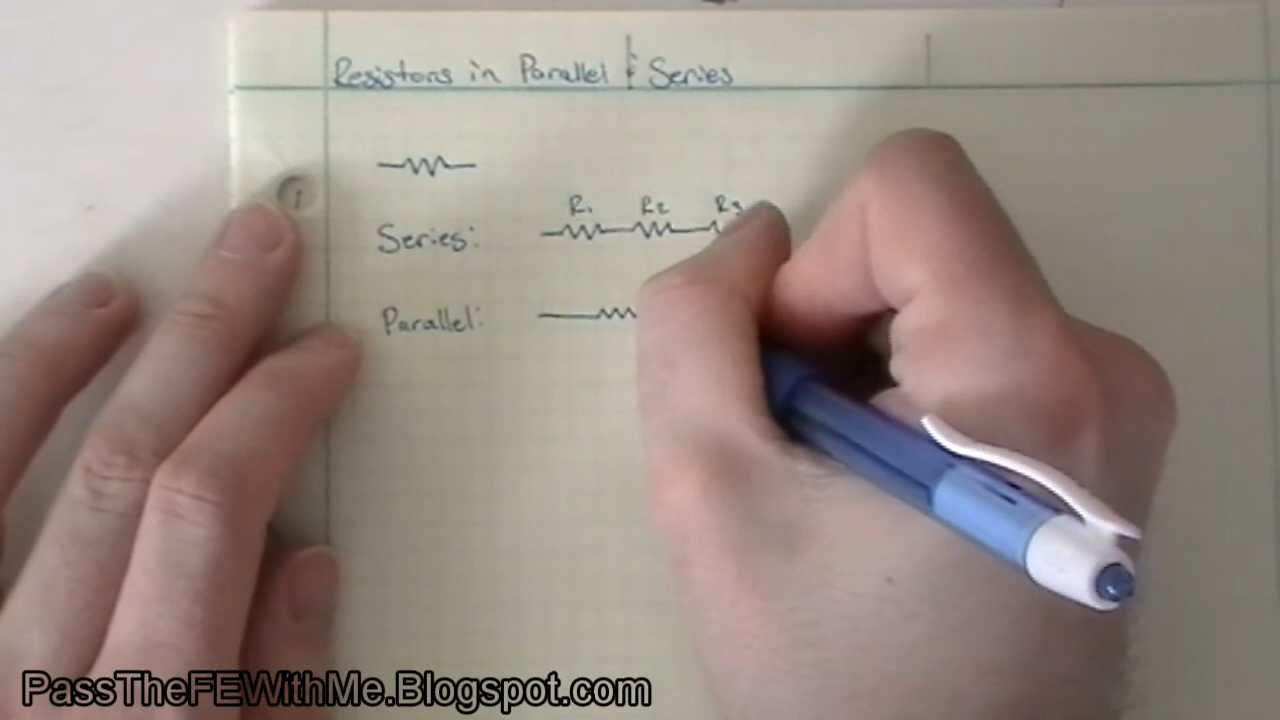 Resistors in Parallel & Series
R1 R2 R3
Series:
Parallel:
PassTheFEWithMe.Blogspot.com